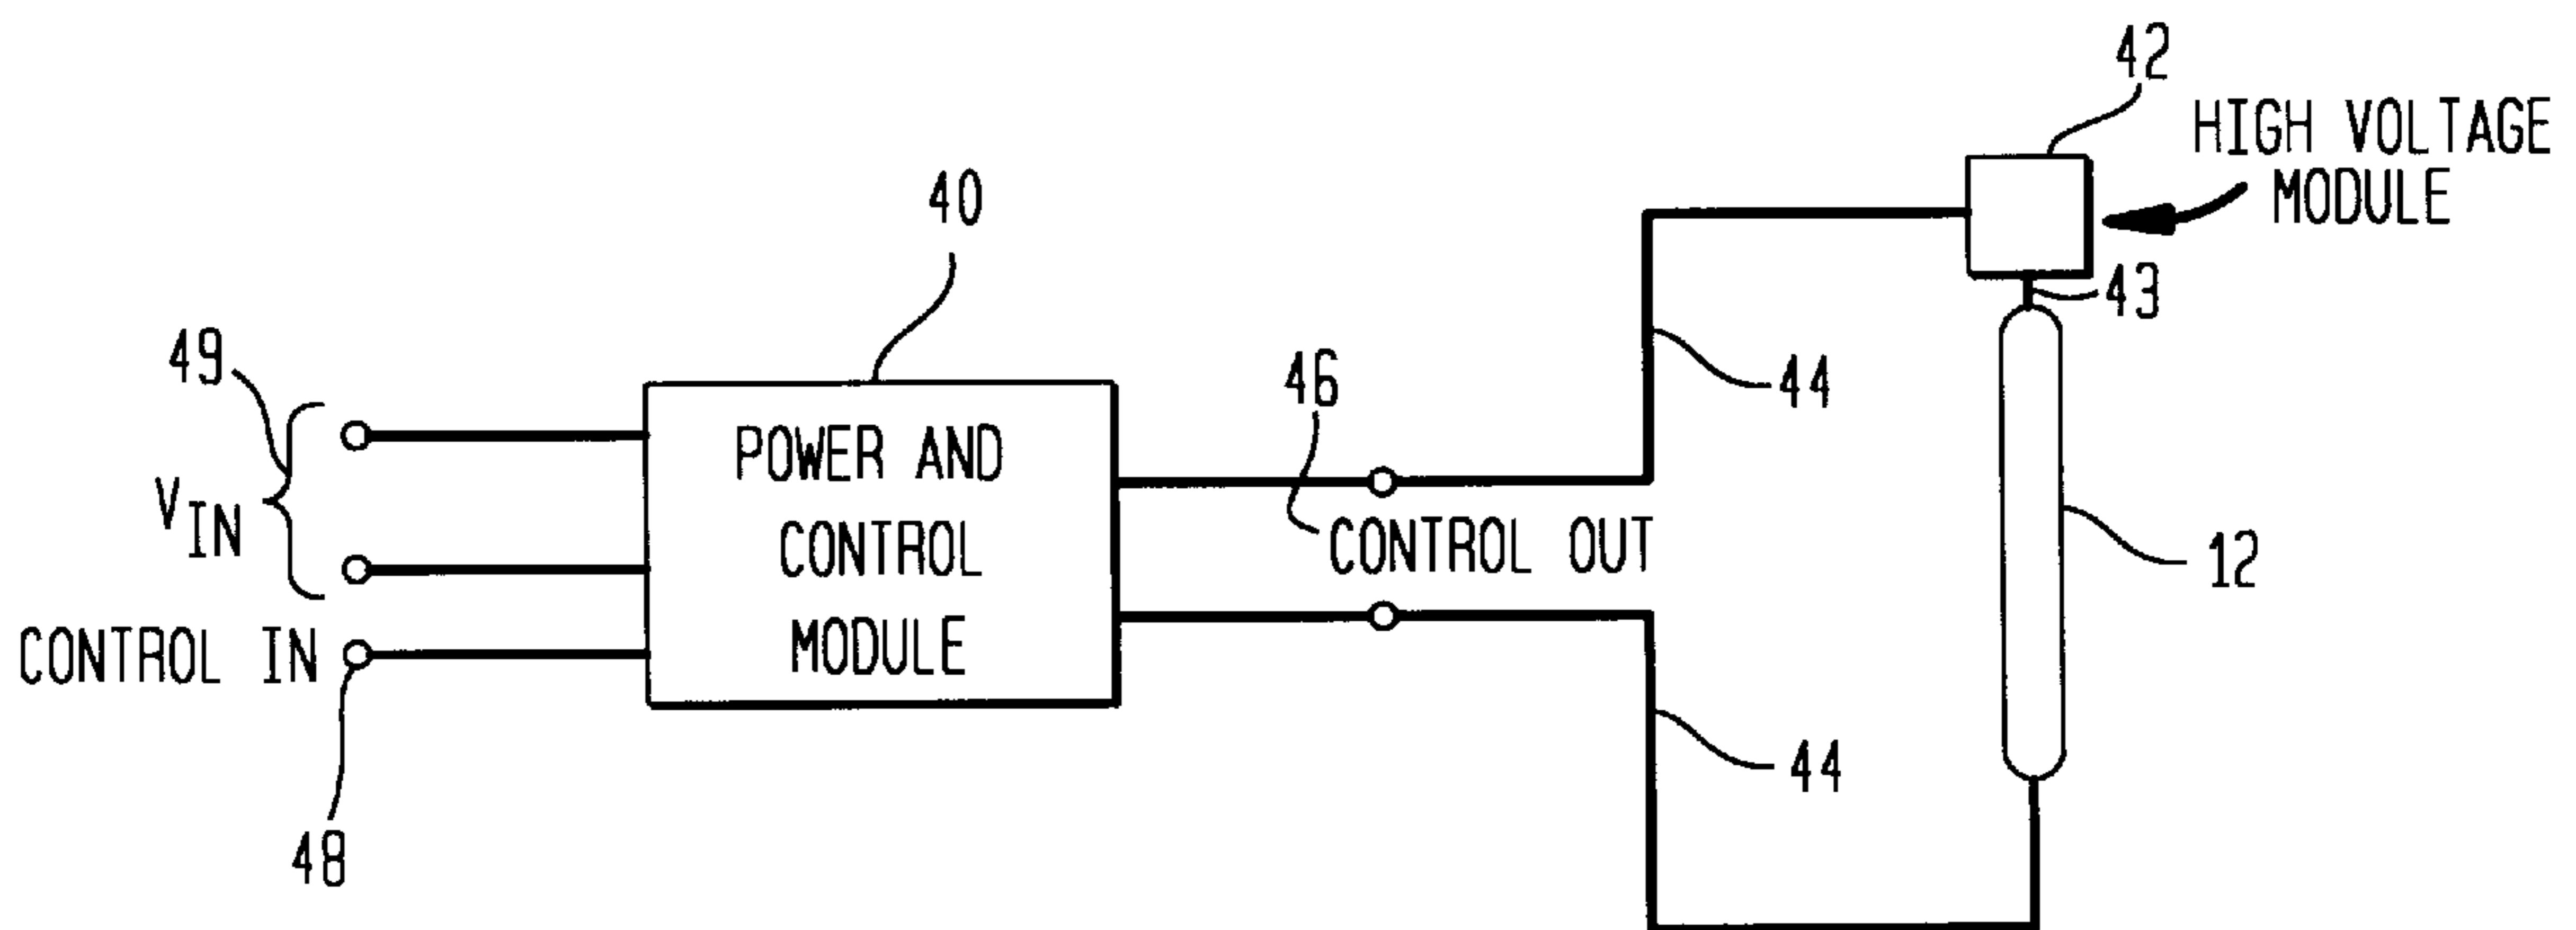 42
HIGH VOLTAGE
MODULE
40
43
49
46
44
POWER AND
CONTROL
MODULE
VIN
CONTROL OUT
12
CONTROL IN
44
48